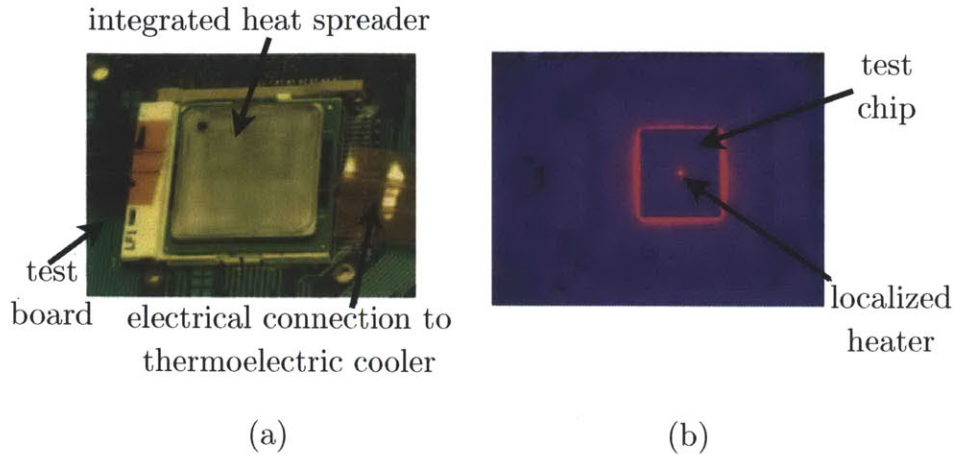 integrated heat spreader
test
chip
test
board
electrical connection to
thermoelectric cooler
localized
heater
(a)
(b)